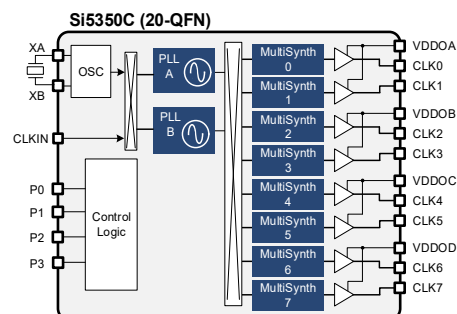 Si5350C (20-QFN)
XA
OSC
XB
CLKIN
PLL
A
PLL
B
P0
P1
P2
P3
Control
Logic
MultiSynth
0
MultiSynth
1
MultiSynth
2
MultiSynth
3
MultiSynth
4
MultiSynth
5
MultiSynth
6
MultiSynth
7
VDDOA
CLK0
CLK1
VDDOB
CLK2
CLK3
VDDOC
CLK4
CLK5
VDDOD
CLK6
CLK7